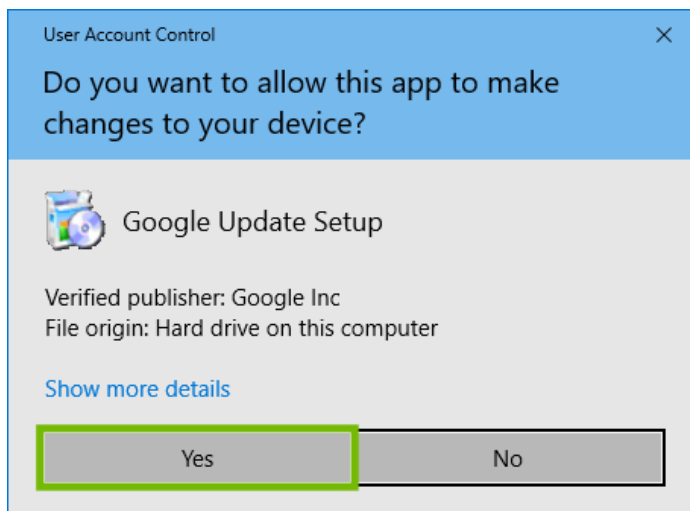 User Account Control
Do you want to allow this app to make
changes to your device?
Google Update Setup
Verified publisher: Google Inc
File origin: Hard drive on this computer
Show more details
Yes
No